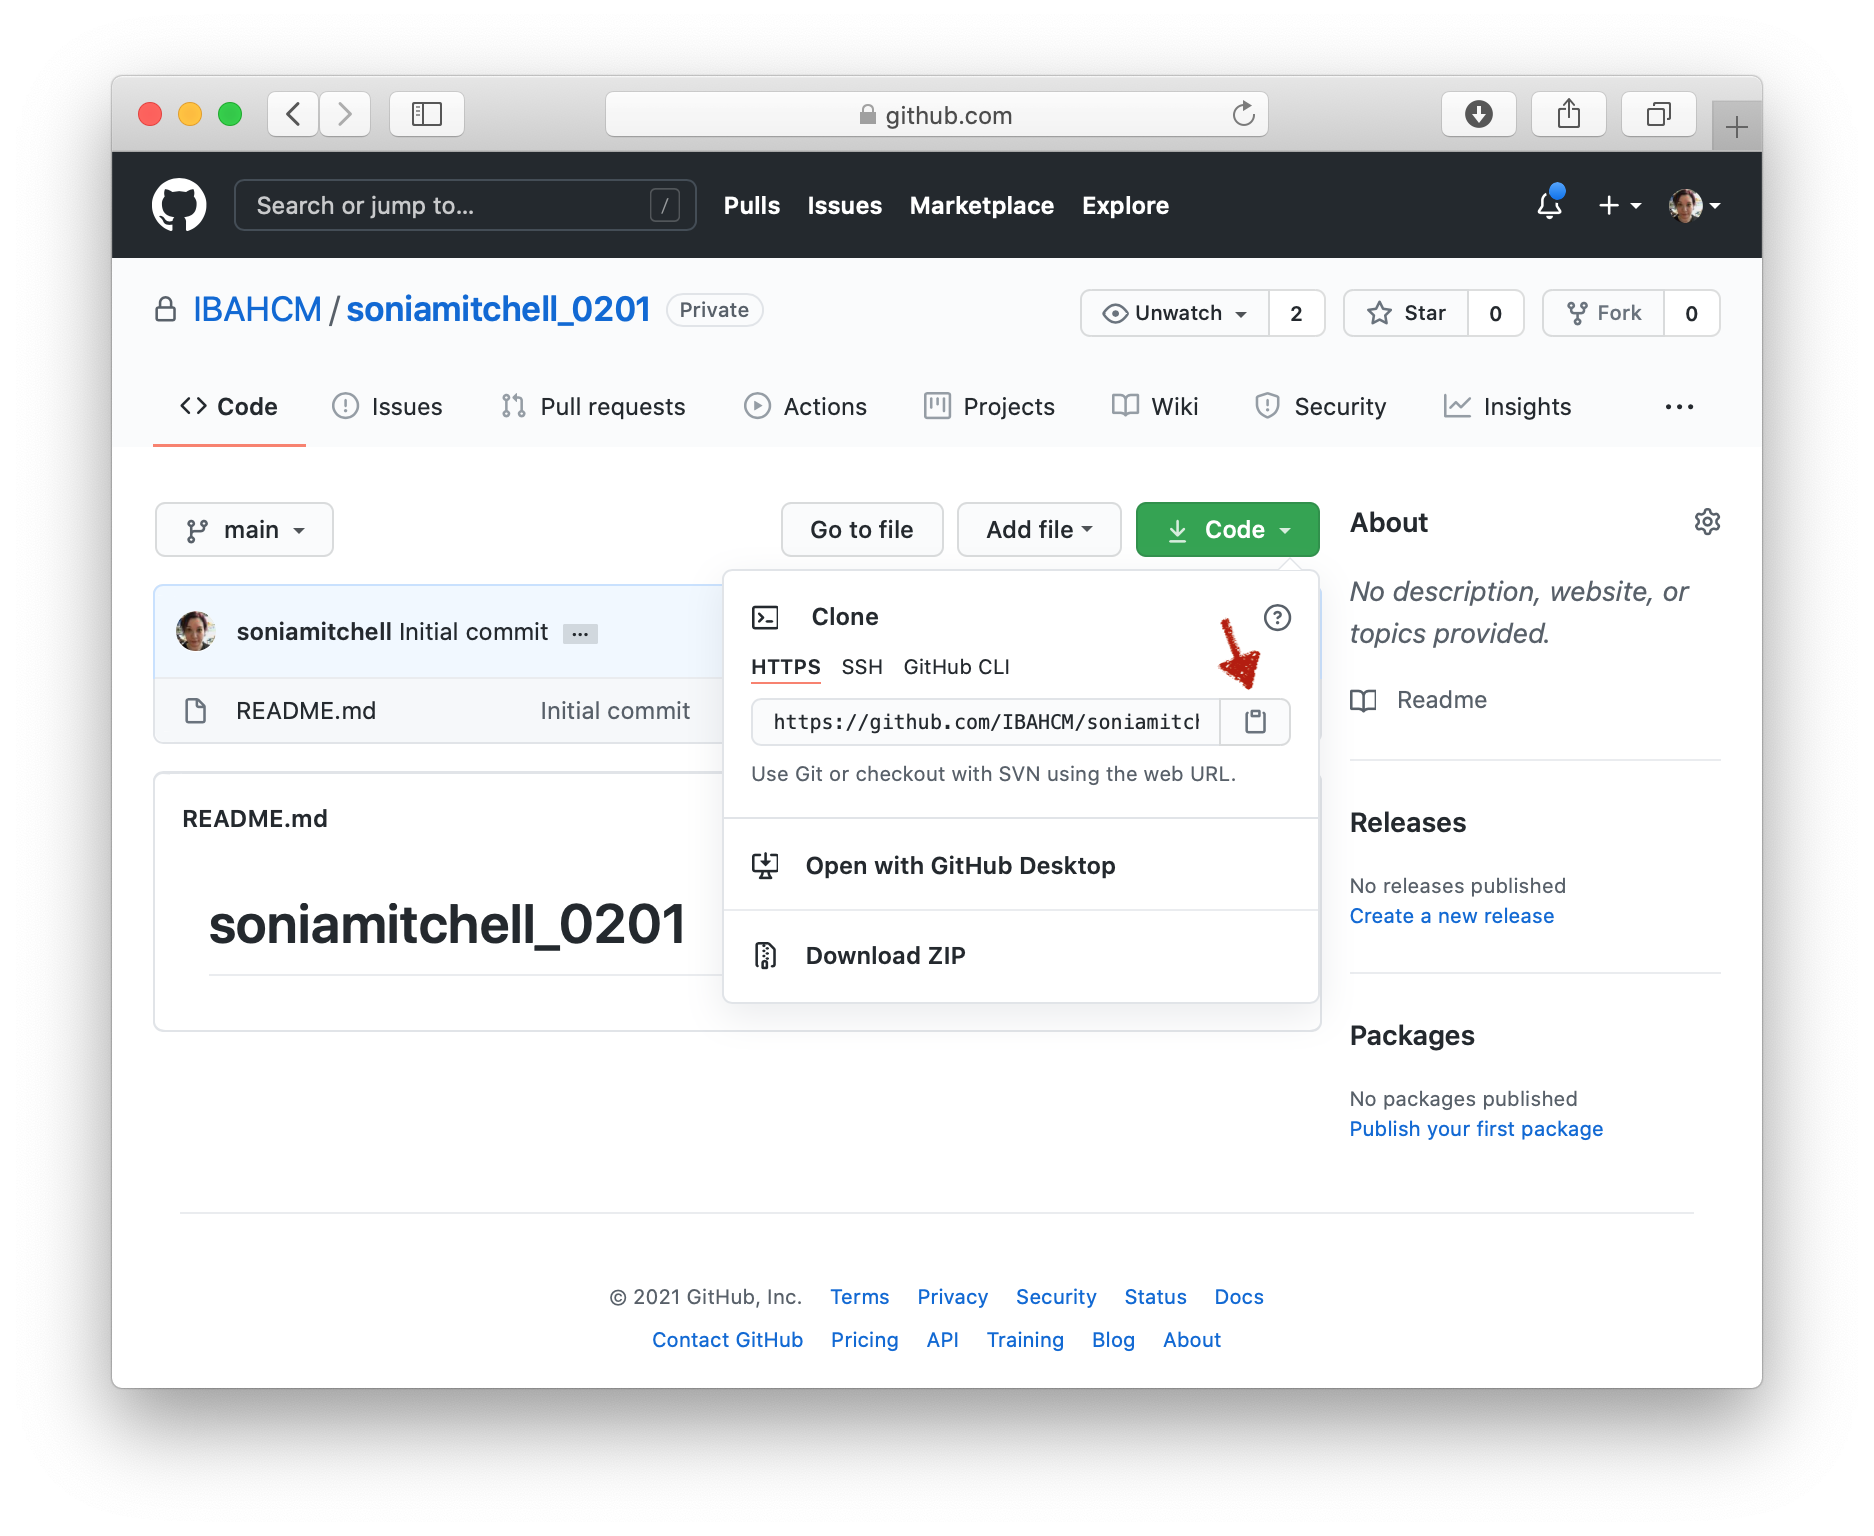 github.com
Search or jump to... /
Pulls Issues Marketplace Explore
IBAHCM / soniamitchell_0201 Private
Unwatch 2 Star 0 Fork 0
Code Issues Pull requests Actions Projects Wiki Security Insights
main Go to file Add file Code
soniamitchell Initial commit ...
README.md Initial commit
README.md
soniamitchell_0201
Clone
HTTPS SSH GitHub CLI
https://github.com/IBAHCM/soniamitch
Use Git or checkout with SVN using the web URL.
Open with GitHub Desktop
Download ZIP
About
No description, website, or
topics provided.
Readme
Releases
No releases published
Create a new release
Packages
No packages published
Publish your first package
© 2021 GitHub, Inc. Terms Privacy Security Status Docs
Contact GitHub Pricing API Training Blog About